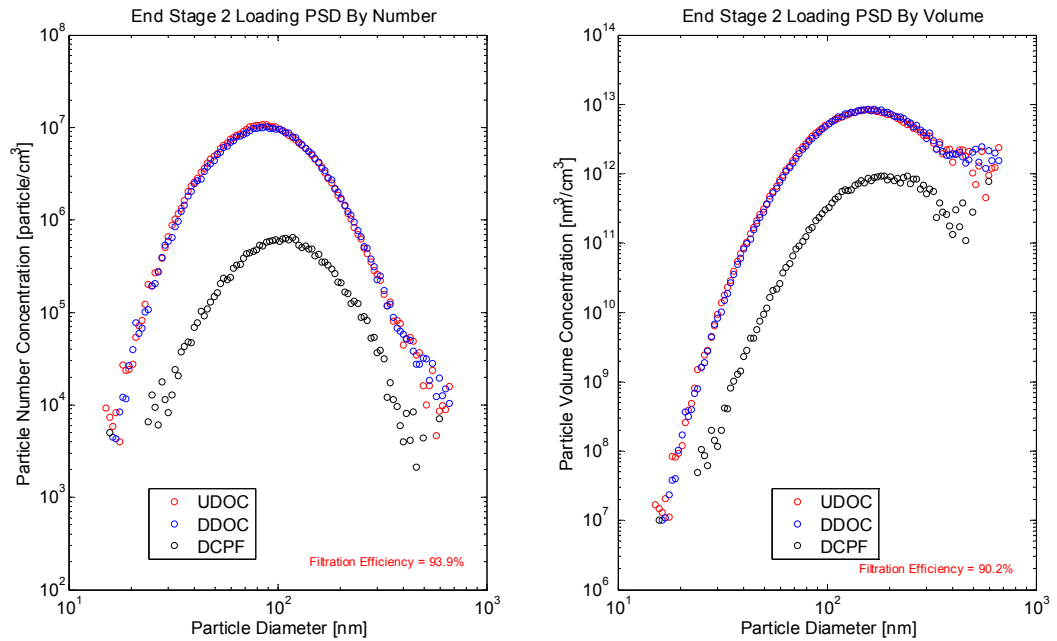 End Stage 2 Loading PSD By Number
10^8
10^7
10^6
10^5
10^4
10^3
10^2
Particle Number Concentration [particle/cm^3]
UDOC
DDOC
DCPF
Filtration Efficiency = 93.9%
10^1
10^2
10^3
Particle Diameter [nm]
End Stage 2 Loading PSD By Volume
10^14
10^13
10^12
10^11
10^10
10^9
10^8
10^7
10^6
Particle Volume Concentration [nm^3/cm^3]
UDOC
DDOC
DCPF
Filtration Efficiency = 90.2%
10^1
10^2
10^3
Particle Diameter [nm]